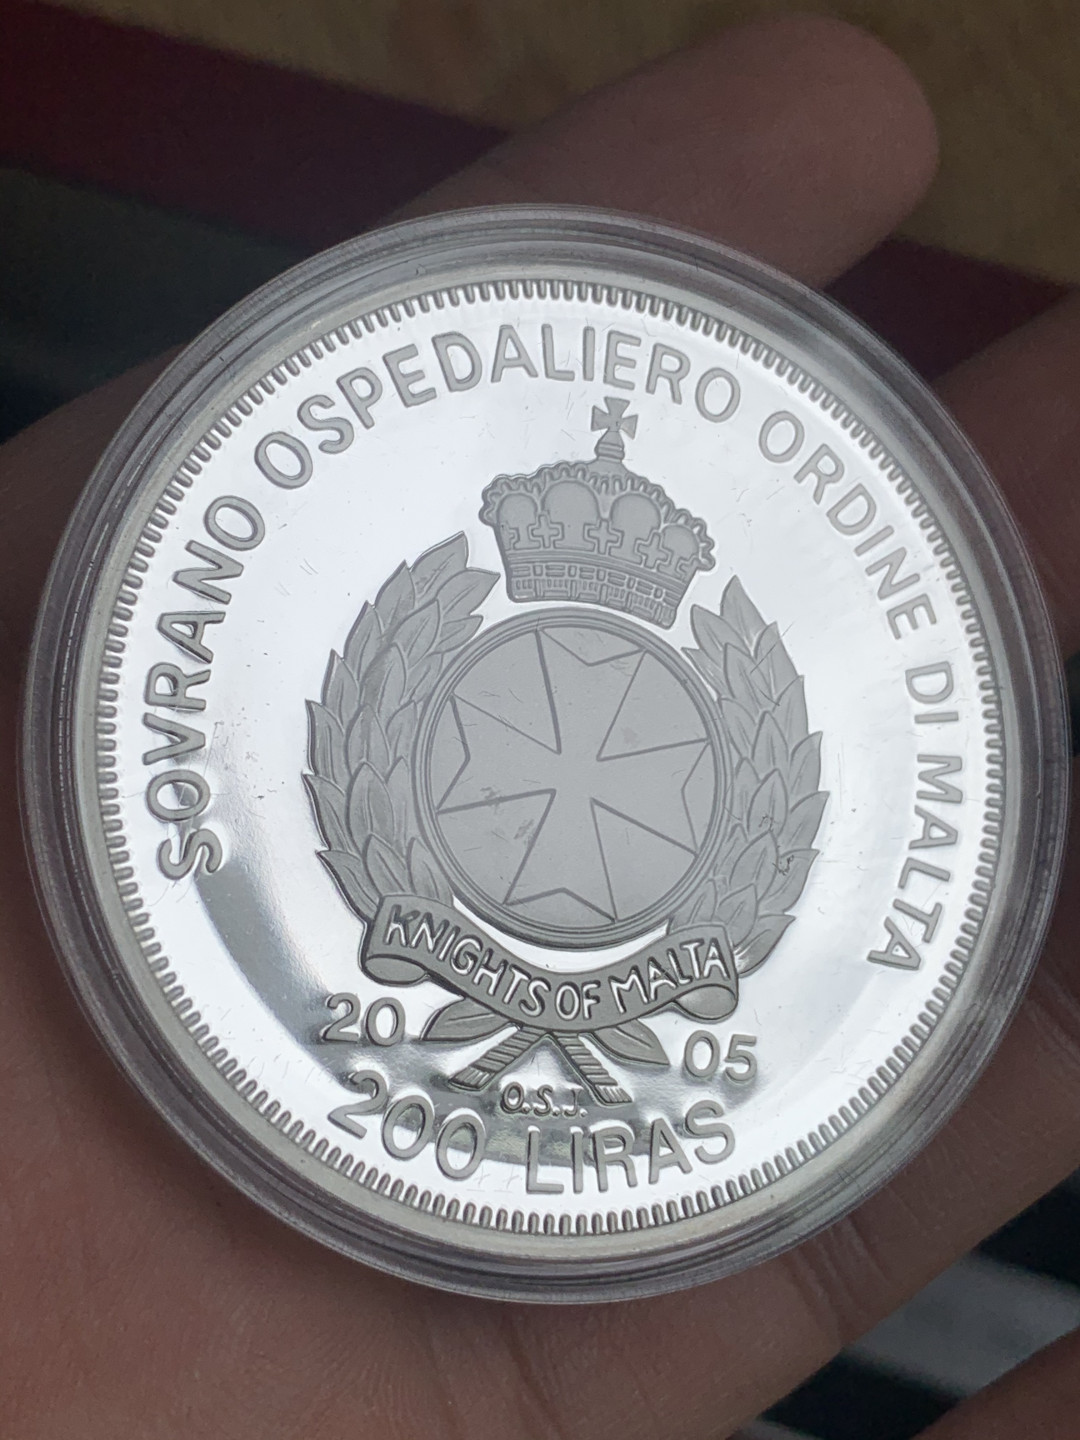 SOVRANO OSPEDALIERO ORDINE DI MALTA
KNIGHTS OF MALTA
20 05
O.S.J.
200 LIRAS